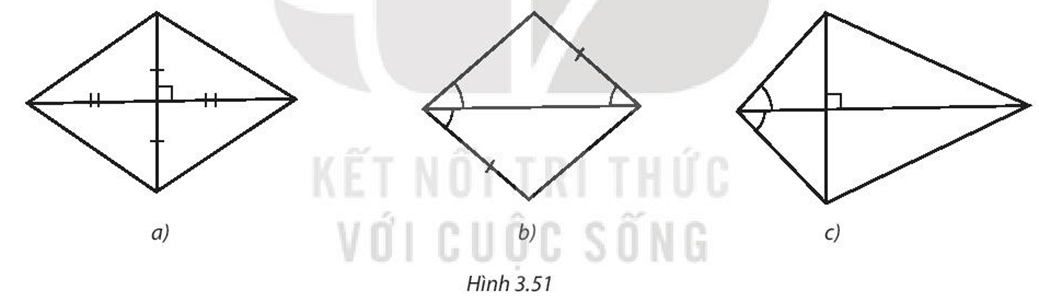 KẾT NỐI TRI THỨC
VỚI CUỘC SỐNG
a)
b)
c)
Hình 3.51